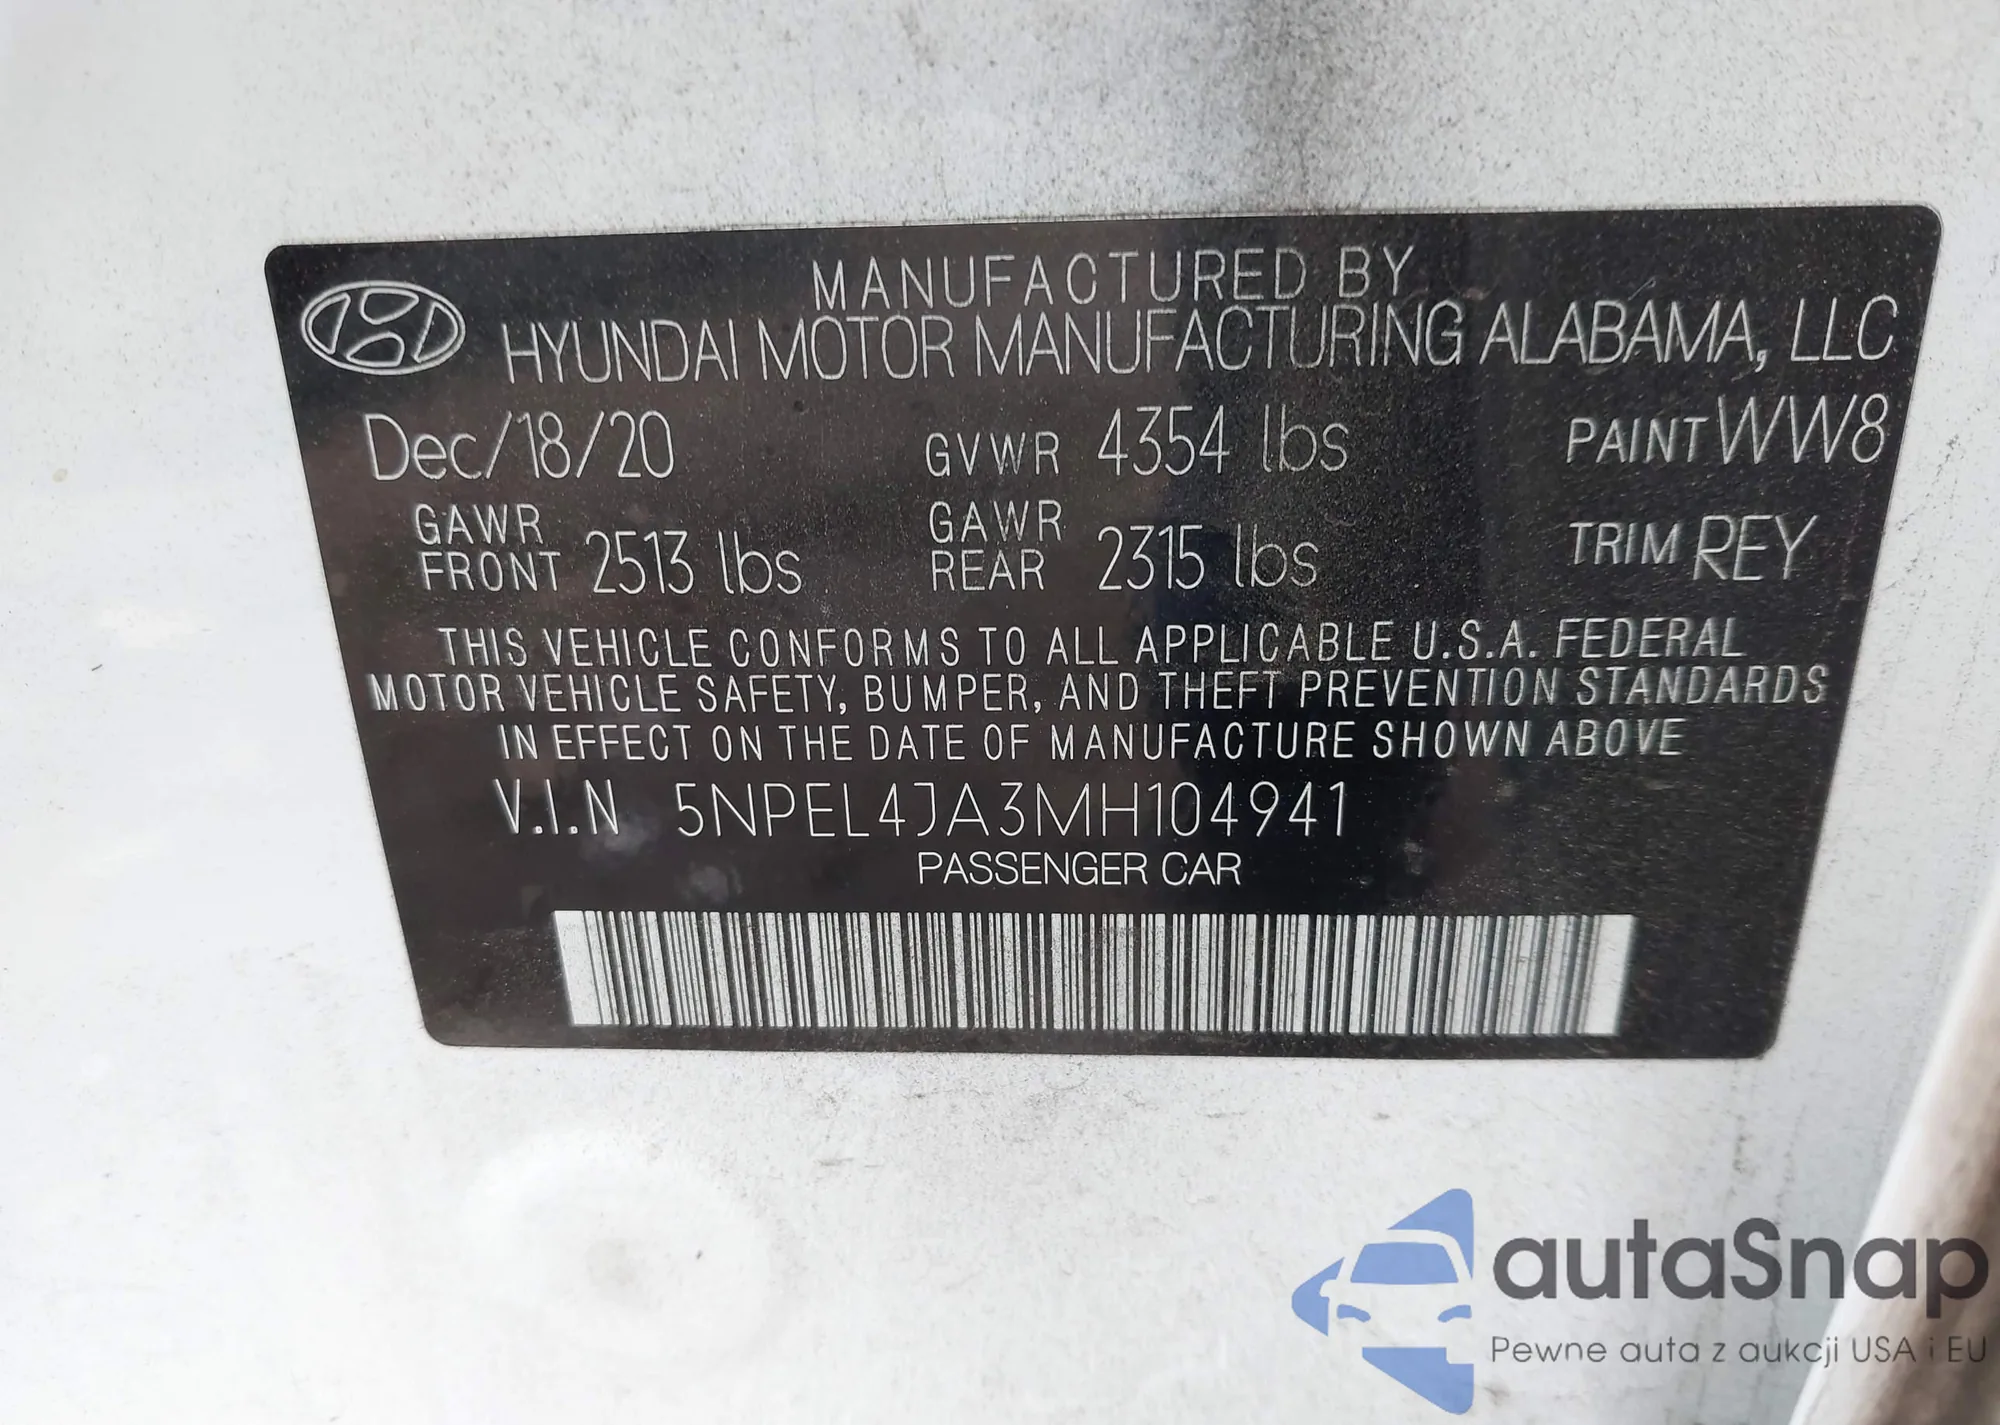 MANUFACTURED BY
HYUNDAI MOTOR MANUFACTURING ALABAMA, LLC
Dec/18/20 GVWR 4354 lbs PAINT WW8
GAWR FRONT 2513 lbs GAWR REAR 2315 lbs TRIM REY
THIS VEHICLE CONFORMS TO ALL APPLICABLE U.S.A. FEDERAL
MOTOR VEHICLE SAFETY, BUMPER, AND THEFT PREVENTION STANDARDS
IN EFFECT ON THE DATE OF MANUFACTURE SHOWN ABOVE
V.I.N 5NPEL4JA3MH104941
PASSENGER CAR
autaSnap
Pewne auta z aukcji USA i EU